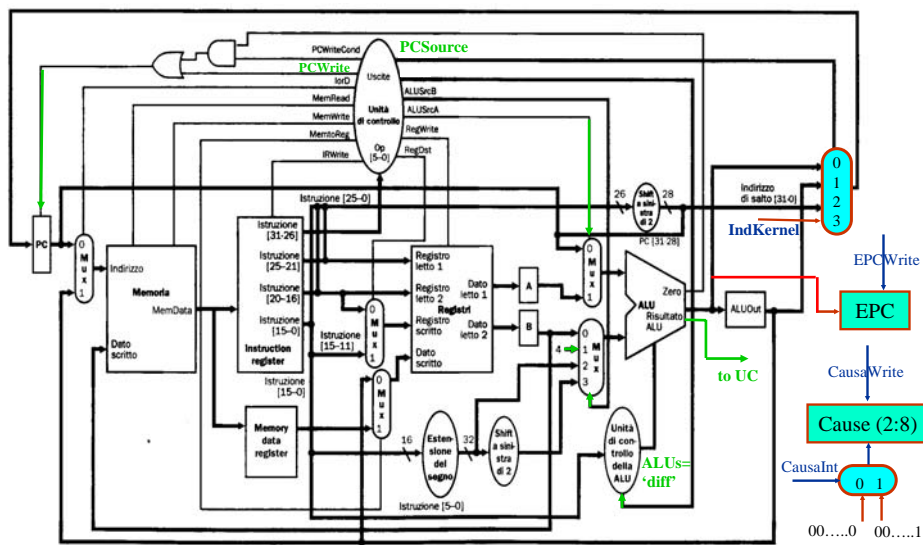 PCWriteCond
PCSource
PCWrite
IorD
MemRead
MemWrite
MemtoReg
IRWrite
Uscite
Unità
di controllo
Op
[5–0]
ALUSrcB
ALUSrcA
RegWrite
RegDst
Istruzione [25–0]
26
Shift
a sini-
stra
di 2
28
Indirizzo
di salto [31-0]
PC [31-28]
0
1
2
3
IndKernel
PC
0
M
u
x
1
Indirizzo
Memoria
MemData
Dato
scritto
Istruzione
[31-26]
Istruzione
[25–21]
Istruzione
[20–16]
Istruzione
[15–0]
Instruction
register
Istruzione
[15–11]
Istruzione
[15–0]
0
M
u
x
1
0
M
u
x
1
Registro
letto 1
Registro
letto 2
Registro
scritto
Dato
scritto
Registri
Dato
letto 1
Dato
letto 2
A
B
0
M
u
x
1
4
0
1
2
3
M
u
x
Zero
ALU
Risultato
ALU
ALUOut
to UC
EPCWrite
EPC
CausaWrite
Cause (2:8)
CausaInt
0 1
00…..0
00…..1
Memory
data
register
16
Esten-
sione
del
segno
32
Shift
a sini-
stra
di 2
Unità
di con-
trollo
della
ALU
ALUs=
‘diff’
Istruzione [5–0]